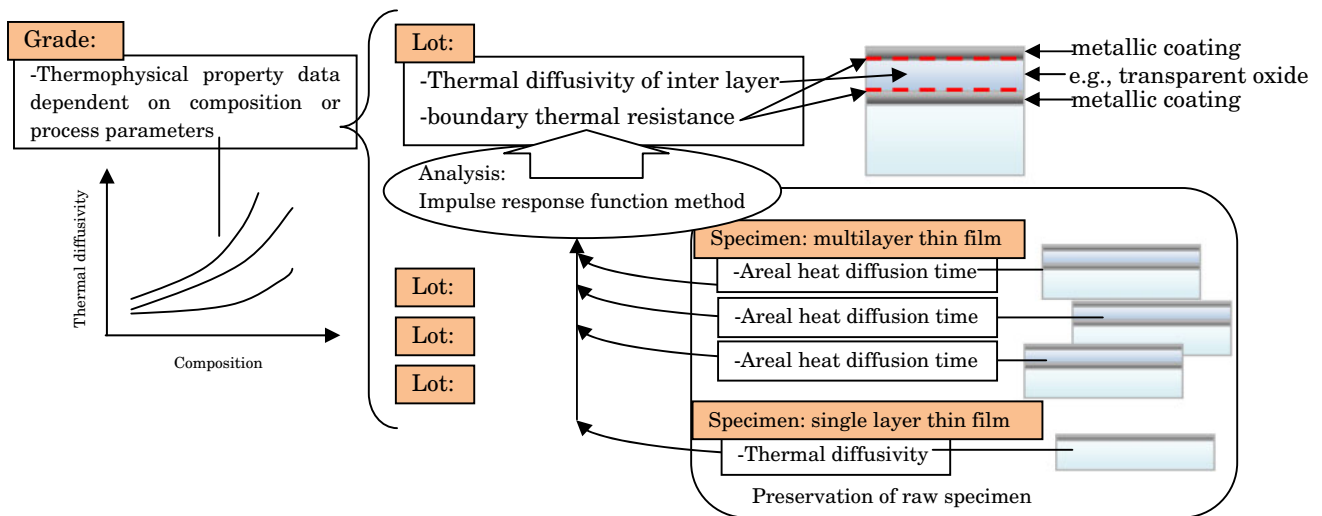 Grade:
-Thermophysical property data
dependent on composition or
process parameters
Thermal diffusivity
Composition
Lot:
-Thermal diffusivity of inter layer
-boundary thermal resistance
metallic coating
e.g., transparent oxide
metallic coating
Analysis:
Impulse response function method
Lot:
Lot:
Lot:
Specimen: multilayer thin film
-Areal heat diffusion time
-Areal heat diffusion time
-Areal heat diffusion time
Specimen: single layer thin film
-Thermal diffusivity
Preservation of raw specimen